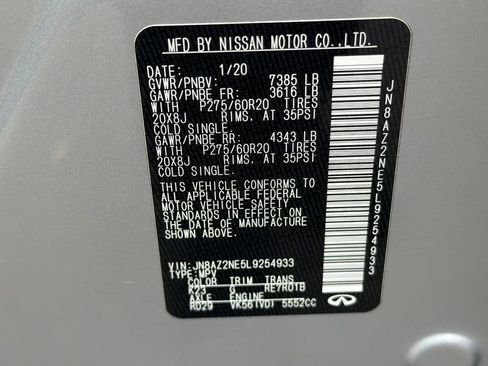 MFD BY NISSAN MOTOR CO.,LTD.
DATE: 1/20
GVWR/PNBV: 7385 LB
GAWR/PNBE FR: 3616 LB
WITH P275/60R20 TIRES
20X8J RIMS. AT 35PSI
COLD SINGLE.
GAWR/PNBE RR: 4343 LB
WITH P275/60R20 TIRES
20X8J RIMS. AT 35PSI
COLD SINGLE.
THIS VEHICLE CONFORMS TO
ALL APPLICABLE FEDERAL
MOTOR VEHICLE SAFETY
STANDARDS IN EFFECT ON
THE DATE OF MANUFACTURE
SHOWN ABOVE.
VIN: JN8AZ2NE5L9254933
TYPE:MPV
COLOR TRIM TRANS
K23 G RE7R01B
AXLE ENGINE
RD29 VK56(VD) 5552CC
JN8AZ2NE5L9254933
INFINITI